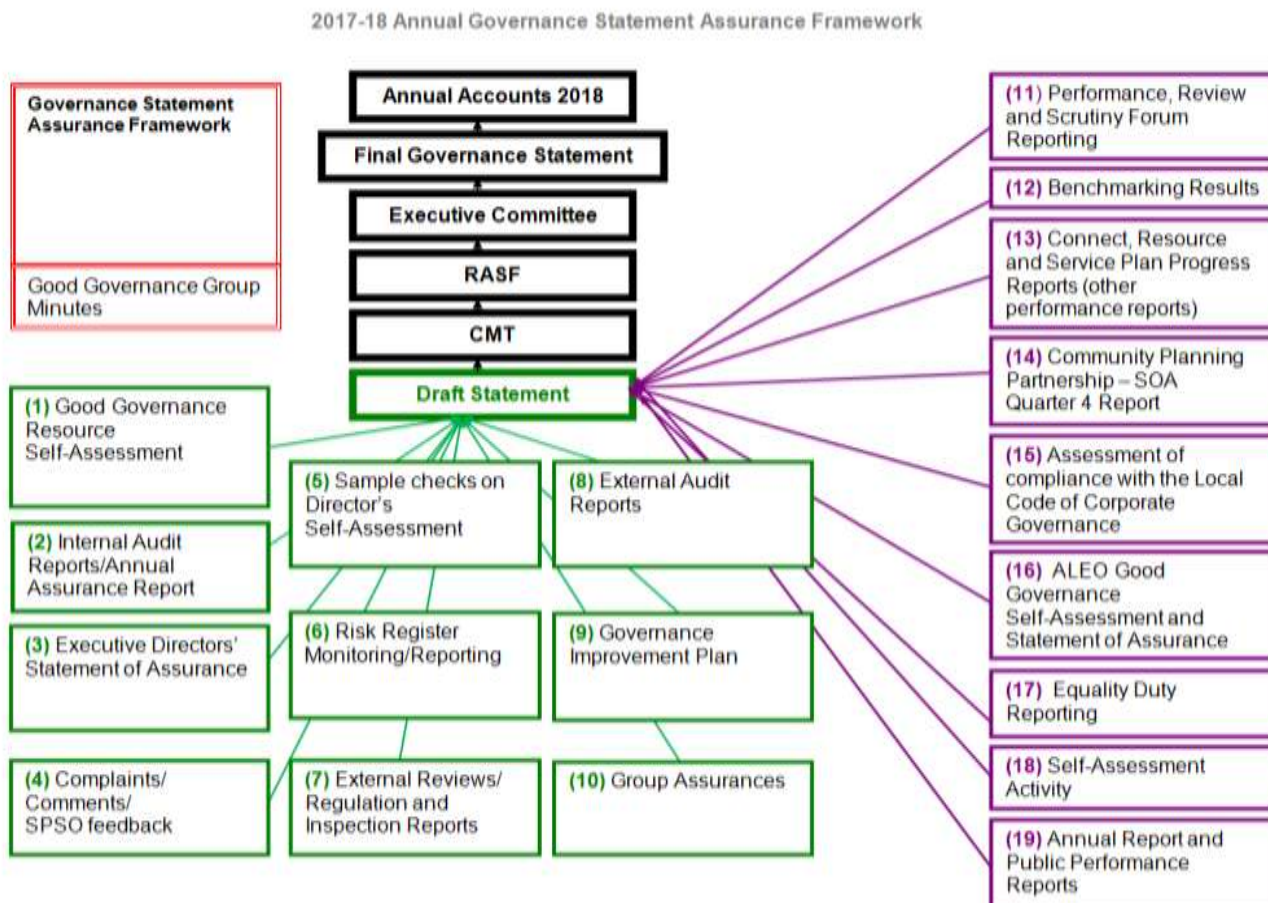 2017-18 Annual Governance Statement Assurance Framework
Governance Statement
Assurance Framework
Good Governance Group
Minutes
Annual Accounts 2018
Final Governance Statement
Executive Committee
RASF
CMT
Draft Statement
(1) Good Governance
Resource
Self-Assessment
(2) Internal Audit
Reports/Annual
Assurance Report
(3) Executive Directors'
Statement of Assurance
(4) Complaints/
Comments/
SPSO feedback
(5) Sample checks on
Director's
Self-Assessment
(6) Risk Register
Monitoring/Reporting
(7) External Reviews/
Regulation and
Inspection Reports
(8) External Audit
Reports
(9) Governance
Improvement Plan
(10) Group Assurances
(11) Performance, Review
and Scrutiny Forum
Reporting
(12) Benchmarking Results
(13) Connect, Resource
and Service Plan Progress
Reports (other
performance reports)
(14) Community Planning
Partnership – SOA
Quarter 4 Report
(15) Assessment of
compliance with the Local
Code of Corporate
Governance
(16) ALEO Good
Governance
Self-Assessment and
Statement of Assurance
(17) Equality Duty
Reporting
(18) Self-Assessment
Activity
(19) Annual Report and
Public Performance
Reports